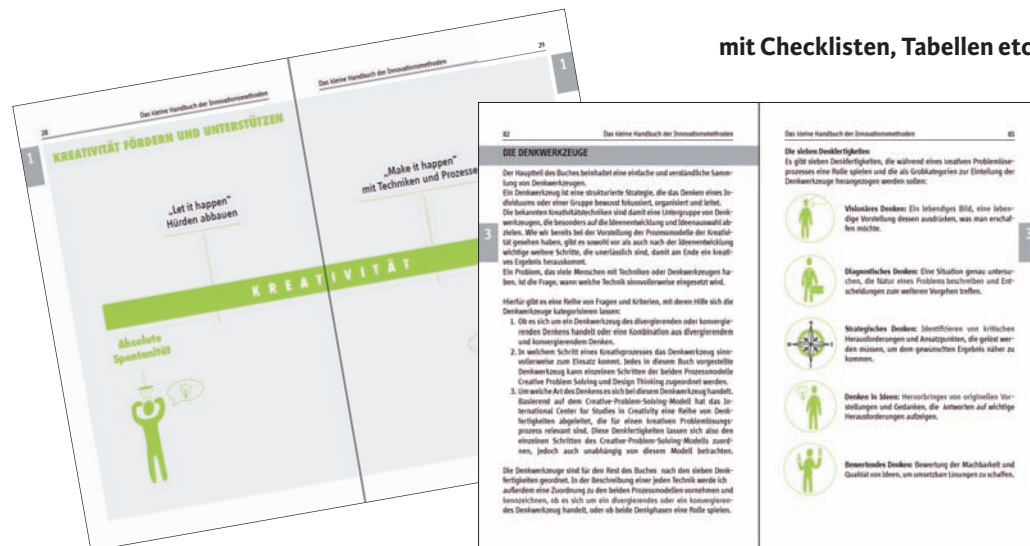 mit Checklisten, Tabellen etc
28
Das kleine Handbuch der Innovationsmethoden
Das kleine Handbuch der Innovationsmethoden
29
1
1
KREATIVITÄT FÖRDERN UND UNTERSTÜTZEN
„Let it happen“
Hürden abbauen
„Make it happen“
mit Techniken und Prozesse
KREATIVITÄT
Absolute
Spontanität
82
Das kleine Handbuch der Innovationsmethoden
DIE DENKWERKZEUGE
Der Hauptteil des Buches beinhaltet eine einfache und verständliche Samm-
lung von Denkwerkzeugen.
Ein Denkwerkzeug ist eine strukturierte Strategie, die das Denken eines In-
dividuums oder einer Gruppe bewusst fokussiert, organisiert und leitet.
Die bekannten Kreativitätstechniken sind damit eine Untergruppe von Denk-
werkzeugen, die besonders auf die Ideenentwicklung und Ideenauswahl ab-
zielen. Wie wir bereits bei der Vorstellung der Prozessmodelle der Kreativi-
tät gesehen haben, gibt es sowohl vor als auch nach der Ideenentwicklung
wichtige weitere Schritte, die unerlässlich sind, damit am Ende ein kreati-
ves Ergebnis herauskommt.
Ein Problem, das viele Menschen mit Techniken oder Denkwerkzeugen ha-
ben, ist die Frage, wann welche Technik sinnvollerweise eingesetzt wird.
Hierfür gibt es eine Reihe von Fragen und Kriterien, mit deren Hilfe sich die
Denkwerkzeuge kategorisieren lassen:
1. Ob es sich um ein Denkwerkzeug des divergierenden oder konvergie-
renden Denkens handelt oder eine Kombination aus divergierendem
und konvergierendem Denken.
2. In welchem Schritt eines Kreativprozesses das Denkwerkzeug sinn-
vollerweise zum Einsatz kommt. Jedes in diesem Buch vorgestellte
Denkwerkzeug kann einzelnen Schritten der beiden Prozessmodelle
Creative Problem Solving und Design Thinking zugeordnet werden.
3. Um welche Art des Denkens es sich bei diesem Denkwerkzeug handelt.
Basierend auf dem Creative-Problem-Solving-Modell hat das In-
ternational Center for Studies in Creativity eine Reihe von Denk-
fertigkeiten abgeleitet, die für einen kreativen Problemlösungs-
prozess relevant sind. Diese Denkfertigkeiten lassen sich also den
einzelnen Schritten des Creative-Problem-Solving-Modells zuord-
nen, jedoch auch unabhängig von diesem Modell betrachten.
Die Denkwerkzeuge sind für den Rest des Buches nach den sieben Denk-
fertigkeiten geordnet. In der Beschreibung einer jeden Technik werde ich
außerdem eine Zuordnung zu den beiden Prozessmodellen vornehmen und
kennzeichnen, ob es sich um ein divergierendes oder ein konvergieren-
des Denkwerkzeug handelt, oder ob beide Denkphasen eine Rolle spielen.
3
Das kleine Handbuch der Innovationsmethoden
83
Die sieben Denkfertigkeiten
Es gibt sieben Denkfertigkeiten, die während eines kreativen Problemlöse-
prozesses eine Rolle spielen und die als Grobkategorien zur Einteilung der
Denkwerkzeuge herangezogen werden sollen:
Visionäres Denken: Ein lebendiges Bild, eine leben-
dige Vorstellung dessen ausdrücken, was man erschaf-
fen möchte.
Diagnostisches Denken: Eine Situation genau untersu-
chen, die Natur eines Problems beschreiben und Ent-
scheidungen zum weiteren Vorgehen treffen.
Strategisches Denken: Identifizieren von kritischen
Herausforderungen und Ansatzpunkten, die gelöst wer-
den müssen, um dem gewünschten Ergebnis näher zu
kommen.
Denken in Ideen: Hervorbringen von originellen Vor-
stellungen und Gedanken, die Antworten auf wichtige
Herausforderungen aufzeigen.
Bewertendes Denken: Bewertung der Machbarkeit und
Qualität von Ideen, um umsetzbare Lösungen zu schaffen.
3